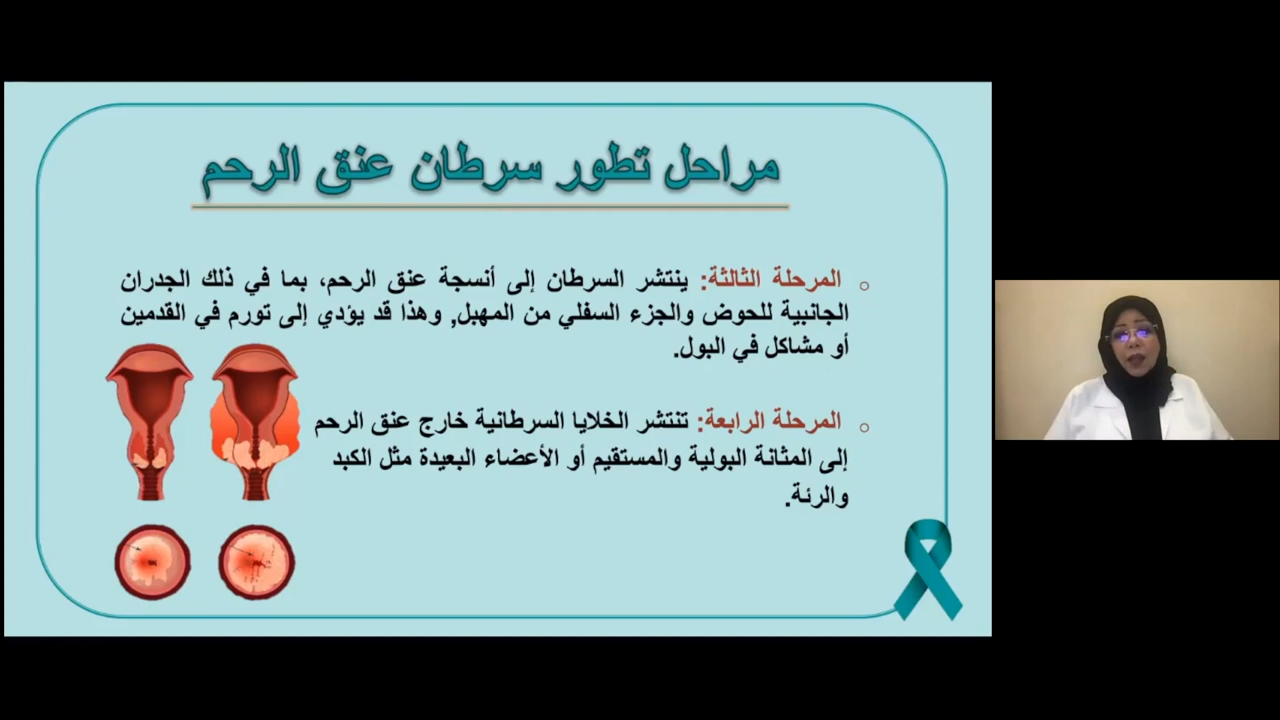 مراحل تطور سرطان عنق الرحم
المرحلة الثالثة: ينتشر السرطان إلى أنسجة عنق الرحم، بما في ذلك الجدران
الجانبية للحوض والجزء السفلي من المهبل, وهذا قد يؤدي إلى تورم في القدمين
أو مشاكل في البول.
المرحلة الرابعة: تنتشر الخلايا السرطانية خارج عنق الرحم
إلى المثانة البولية والمستقيم أو الأعضاء البعيدة مثل الكبد
والرئة.